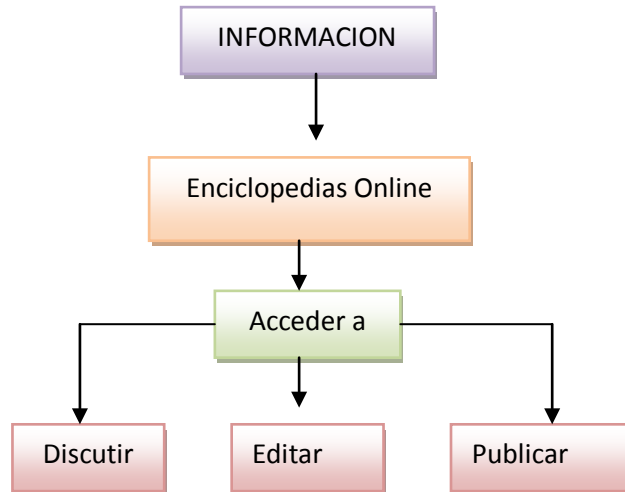 INFORMACION
Enciclopedias Online
Acceder a
Discutir
Editar
Publicar